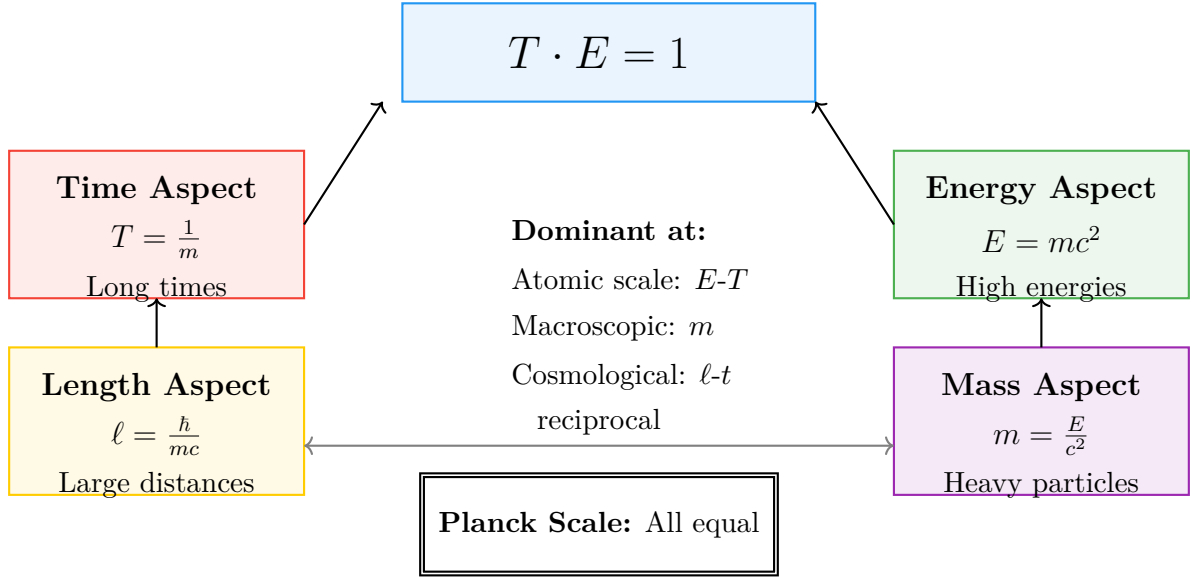 T · E = 1
Time Aspect
T = 1/m
Long times
Energy Aspect
E = mc²
High energies
Dominant at:
Atomic scale: E-T
Macroscopic: m
Cosmological: ℓ-t
reciprocal
Length Aspect
ℓ = ħ/mc
Large distances
Mass Aspect
m = E/c²
Heavy particles
Planck Scale: All equal